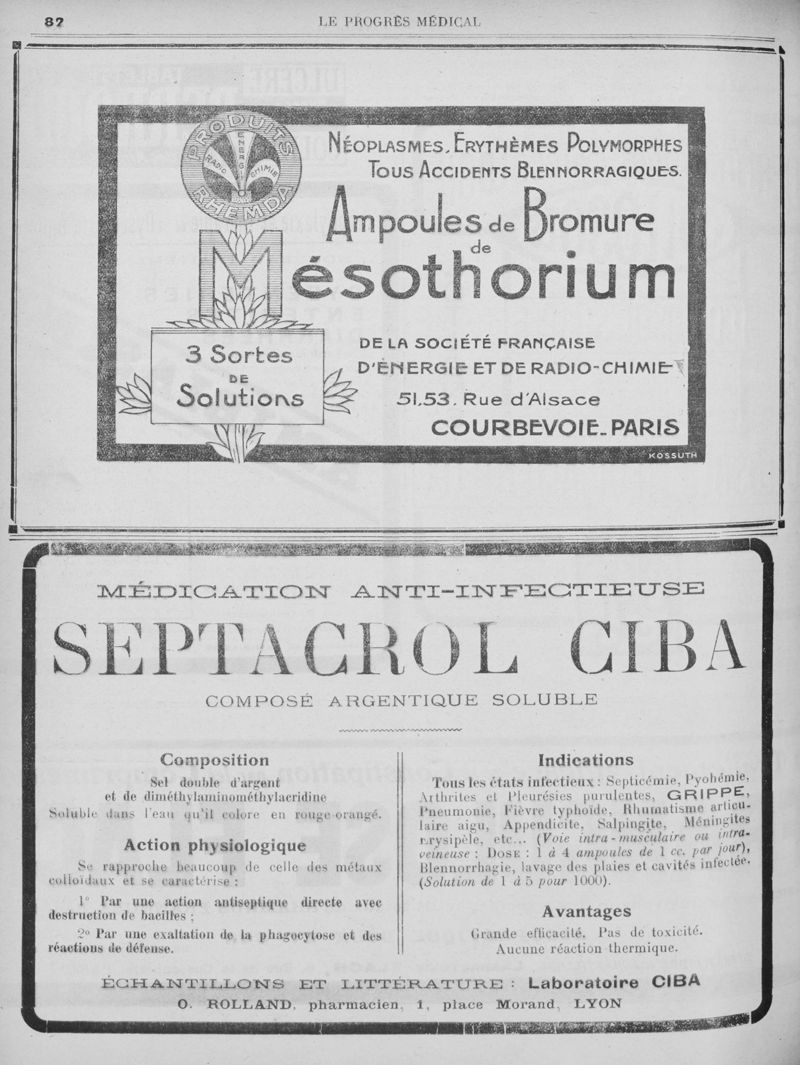 82
LE PROGRÈS MÉDICAL
PRODUITS
ENERGIE
RADIO
CHIMIE
RHEMDA
NÉOPLASMES, ERYTHÈMES POLYMORPHES
TOUS ACCIDENTS BLENNORRAGIQUES.
Ampoules de Bromure
de
Mésothorium
3 Sortes
DE
Solutions
DE LA SOCIÉTÉ FRANÇAISE
D'ÉNERGIE ET DE RADIO-CHIMIE
51.53. Rue d'Alsace
COURBEVOIE-PARIS
KOSSUTH
MÉDICATION ANTI-INFECTIEUSE
SEPTACROL CIBA
COMPOSÉ ARGENTIQUE SOLUBLE
Composition
Sel double d'argent
et de diméthylaminométhylacridine
Soluble dans l'eau qu'il colore en rouge orangé.
Action physiologique
Se rapproche beaucoup de celle des métaux
colloïdaux et se caractérise :
1° Par une action antiseptique directe avec
destruction de bacilles ;
2° Par une exaltation de la phagocytose et des
réactions de défense.
Indications
Tous les états infectieux : Septicémie, Pyohémie,
Arthrites et Pleurésies purulentes, GRIPPE,
Pneumonie, Fièvre typhoïde, Rhumatisme articu-
laire aigu, Appendicite, Salpingite, Méningites
Erysipèle, etc... (Voie intra-musculaire ou intra-
veineuse : DOSE : 1 à 4 ampoules de 1 cc. par jour),
Blennorrhagie, lavage des plaies et cavités infectée.
(Solution de 1 à 5 pour 1000).
Avantages
Grande efficacité. Pas de toxicité.
Aucune réaction thermique.
ÉCHANTILLONS ET LITTÉRATURE : Laboratoire CIBA
O. ROLLAND, pharmacien, 1, place Morand, LYON